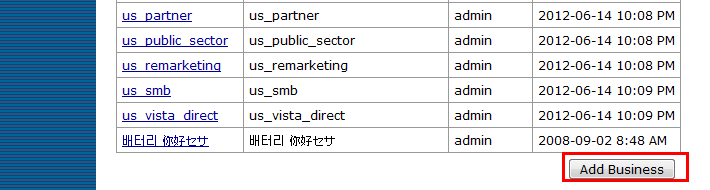 us_partner us_partner admin 2012-06-14 10:08 PM
us_public_sector us_public_sector admin 2012-06-14 10:08 PM
us_remarketing us_remarketing admin 2012-06-14 10:08 PM
us_smb us_smb admin 2012-06-14 10:09 PM
us_vista_direct us_vista_direct admin 2012-06-14 10:09 PM
배터리 你好セサ 배터리 你好セサ admin 2008-09-02 8:48 AM
Add Business